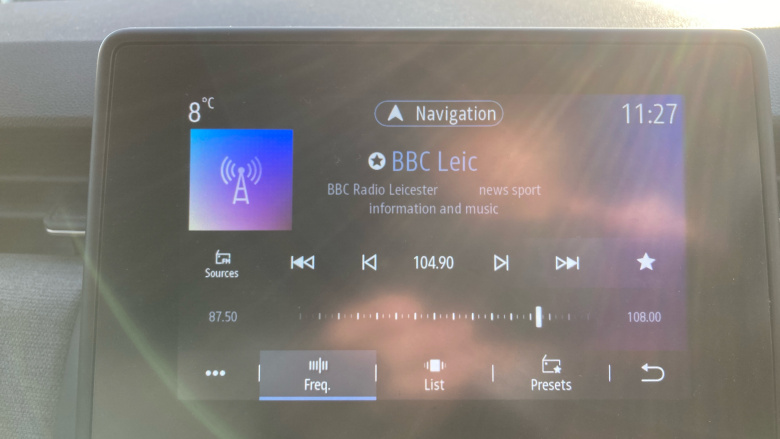 8°C
Navigation
11:27
BBC Leic
BBC Radio Leicester news sport
information and music
FM
Sources
104.90
87.50
108.00
Freq.
List
Presets